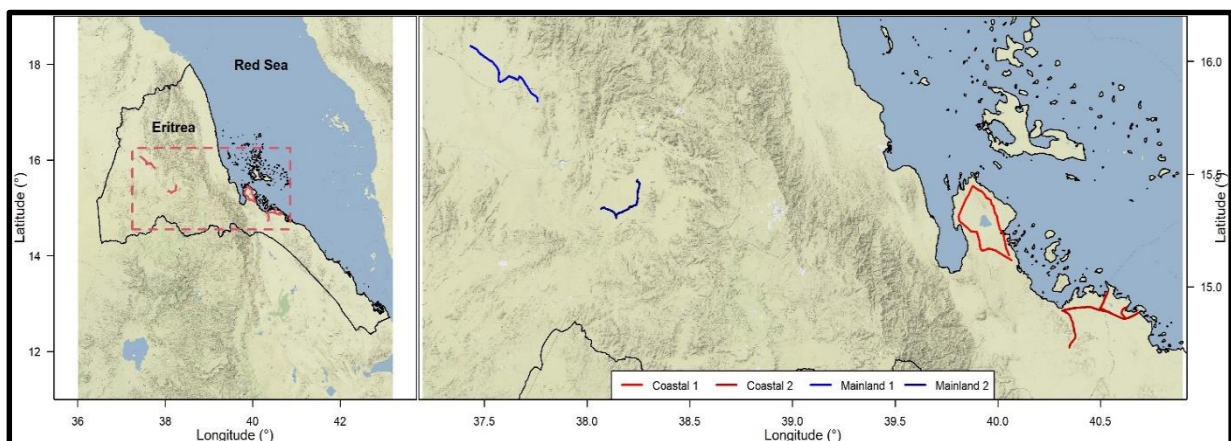 Red Sea
Eritrea
18
16
14
12
36
38
40
42
Latitude (°)
Longitude (°)
16.0
15.5
15.0
37.5
38.0
38.5
39.0
39.5
40.0
40.5
Latitude (°)
Longitude (°)
Coastal 1 Coastal 2 Mainland 1 Mainland 2